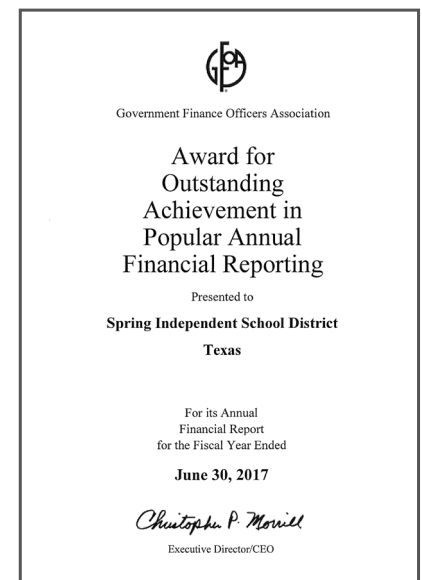 GFOA
Government Finance Officers Association
Award for
Outstanding
Achievement in
Popular Annual
Financial Reporting
Presented to
Spring Independent School District
Texas
For its Annual
Financial Report
for the Fiscal Year Ended
June 30, 2017
Christopher P. Morrill
Executive Director/CEO